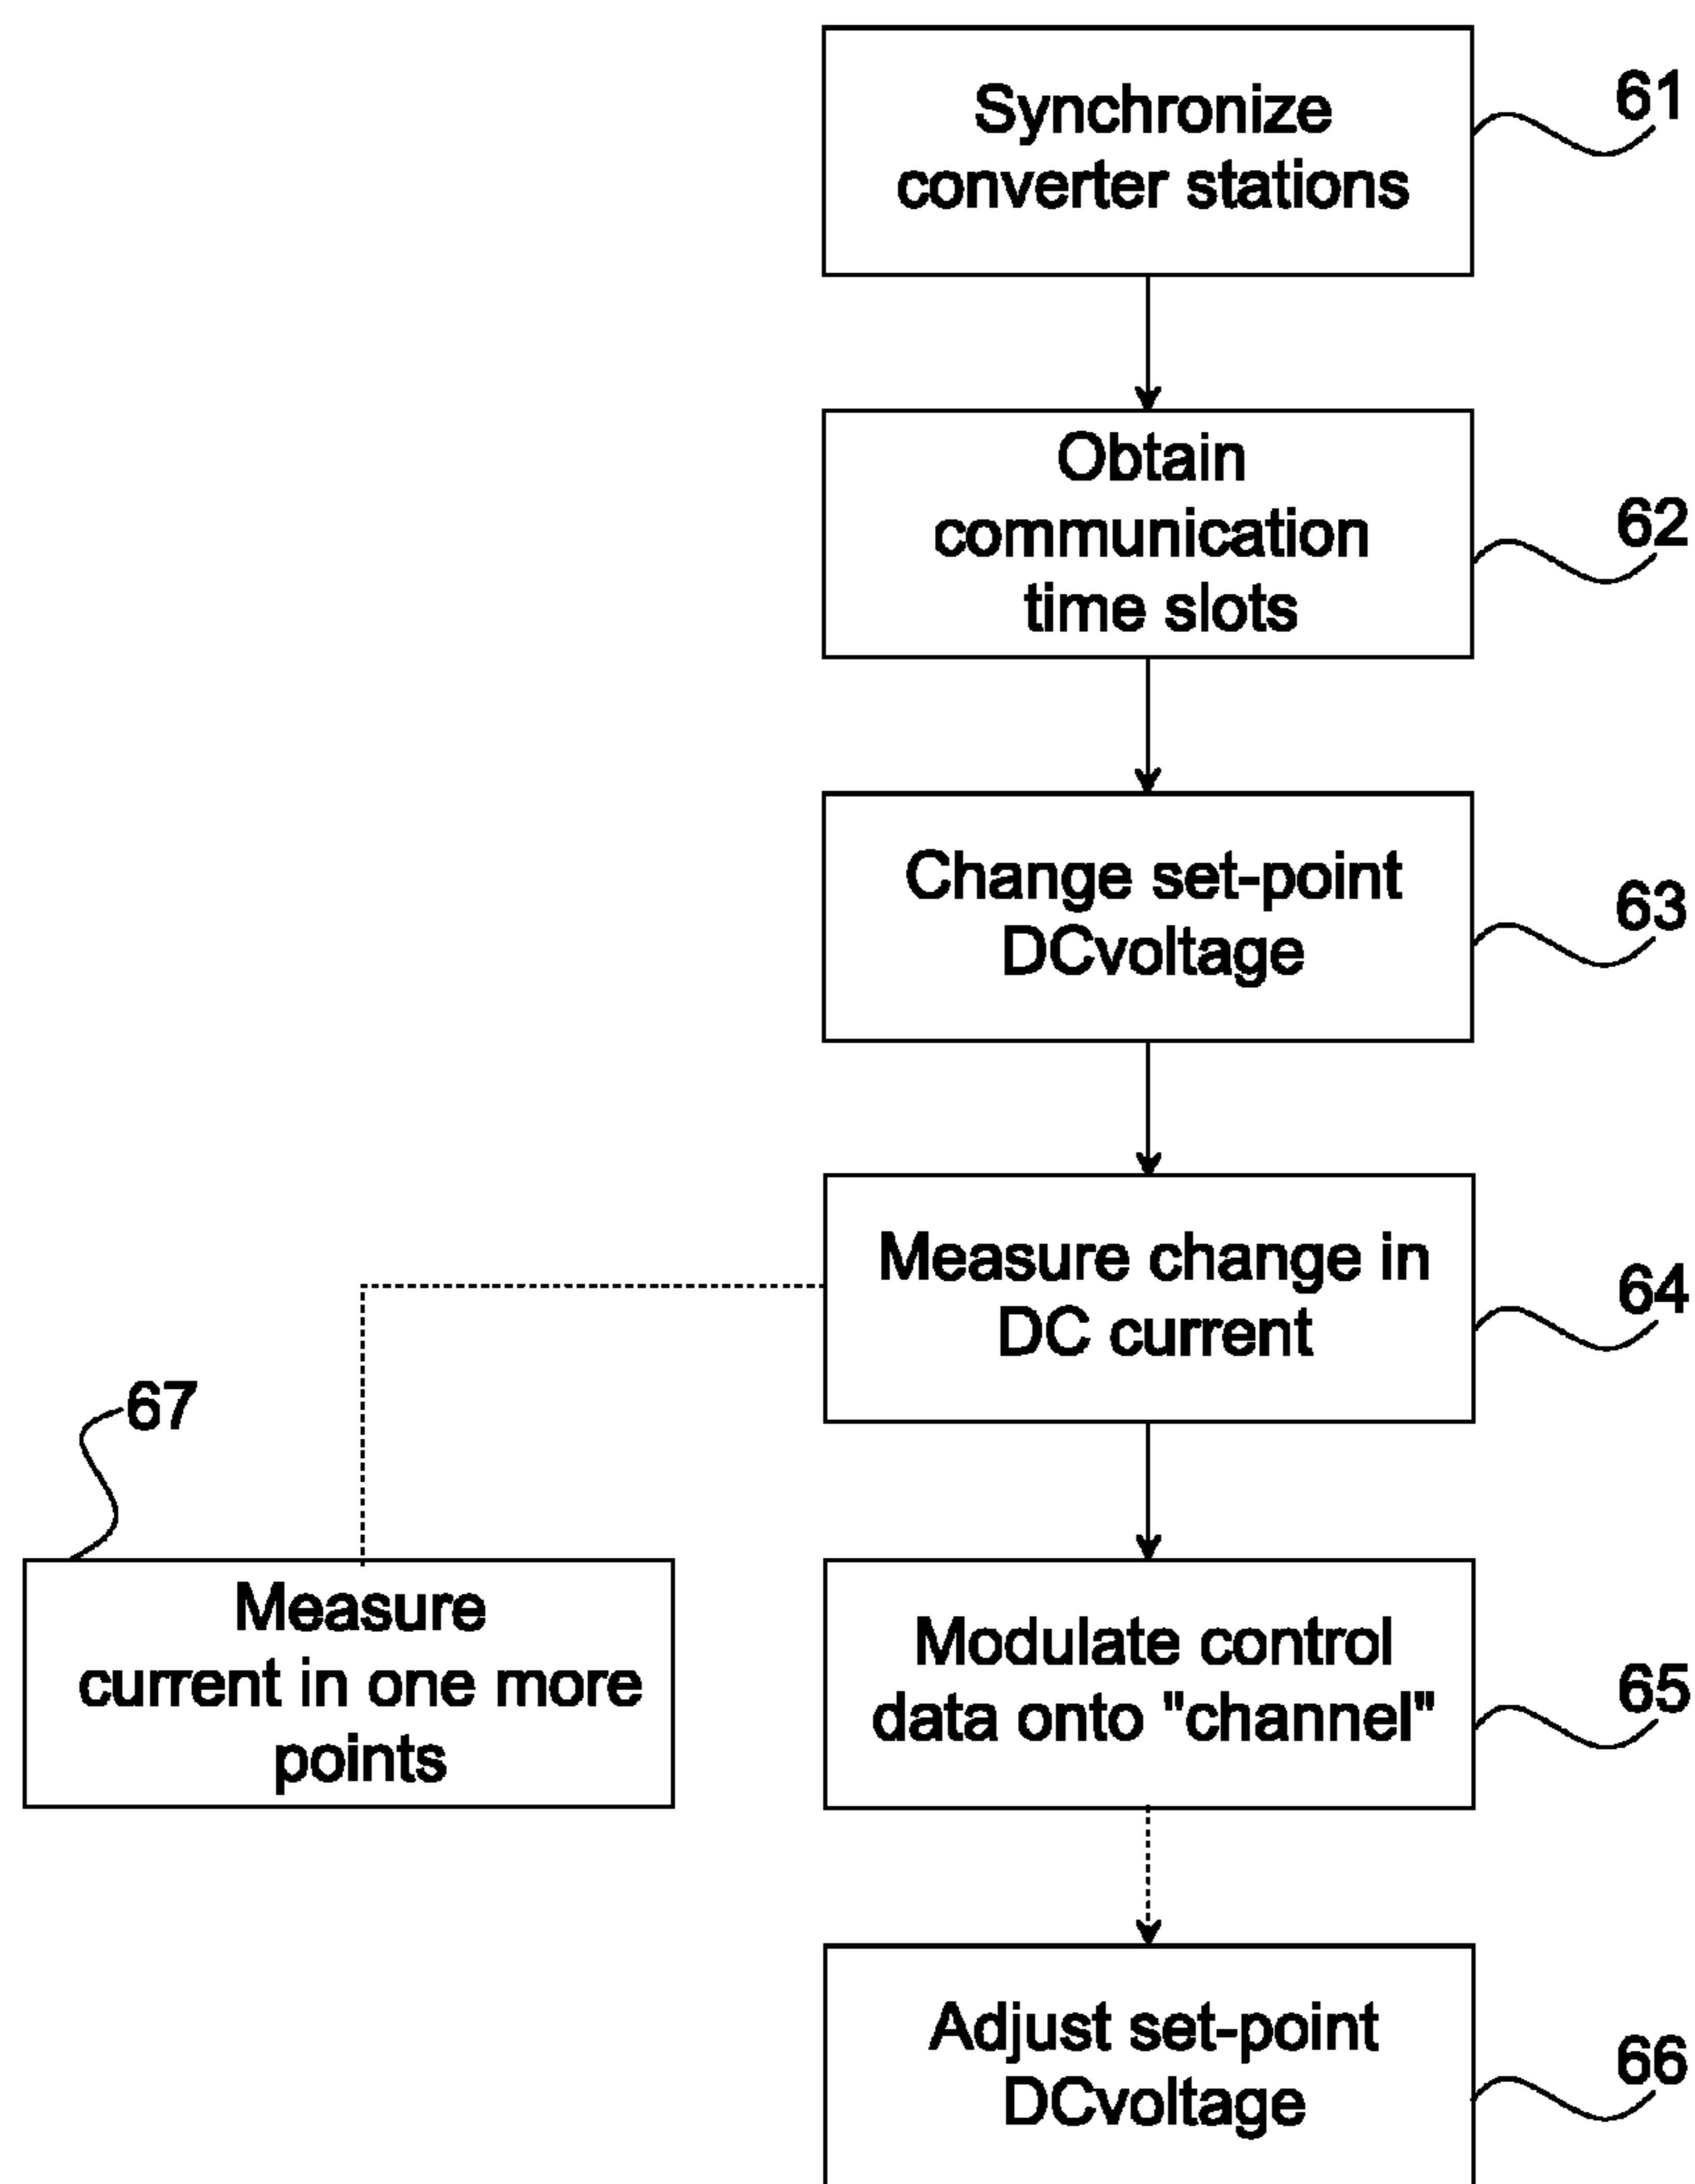 Synchronize
converter stations
61
Obtain
communication
time slots
62
Change set-point
DCvoltage
63
Measure change in
DC current
64
67
Measure
current in one more
points
Modulate control
data onto "channel"
65
Adjust set-point
DCvoltage
66